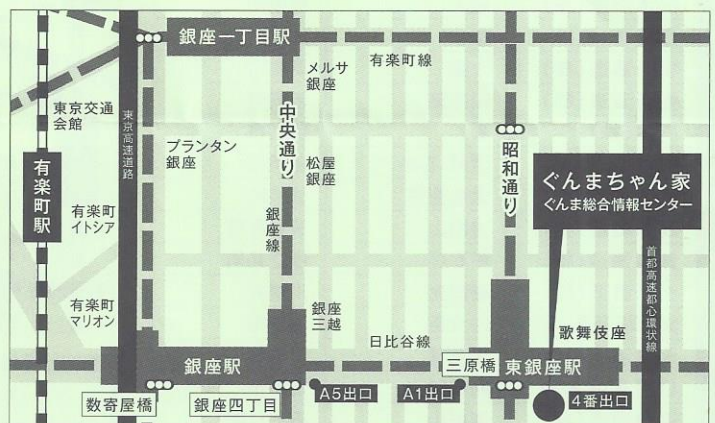 銀座一丁目駅
有楽町線
メルサ
銀座
東京交通
会館
東京高速道路
中央通り
プランタン
銀座
松屋
銀座
昭和通り
ぐんまちゃん家
ぐんま総合情報センター
有楽町駅
有楽町
イトシア
銀座線
首都高速都心環状線
有楽町
マリオン
銀座
三越
日比谷線
歌舞伎座
銀座駅
三原橋
東銀座駅
数寄屋橋
銀座四丁目
A5出口
A1出口
4番出口